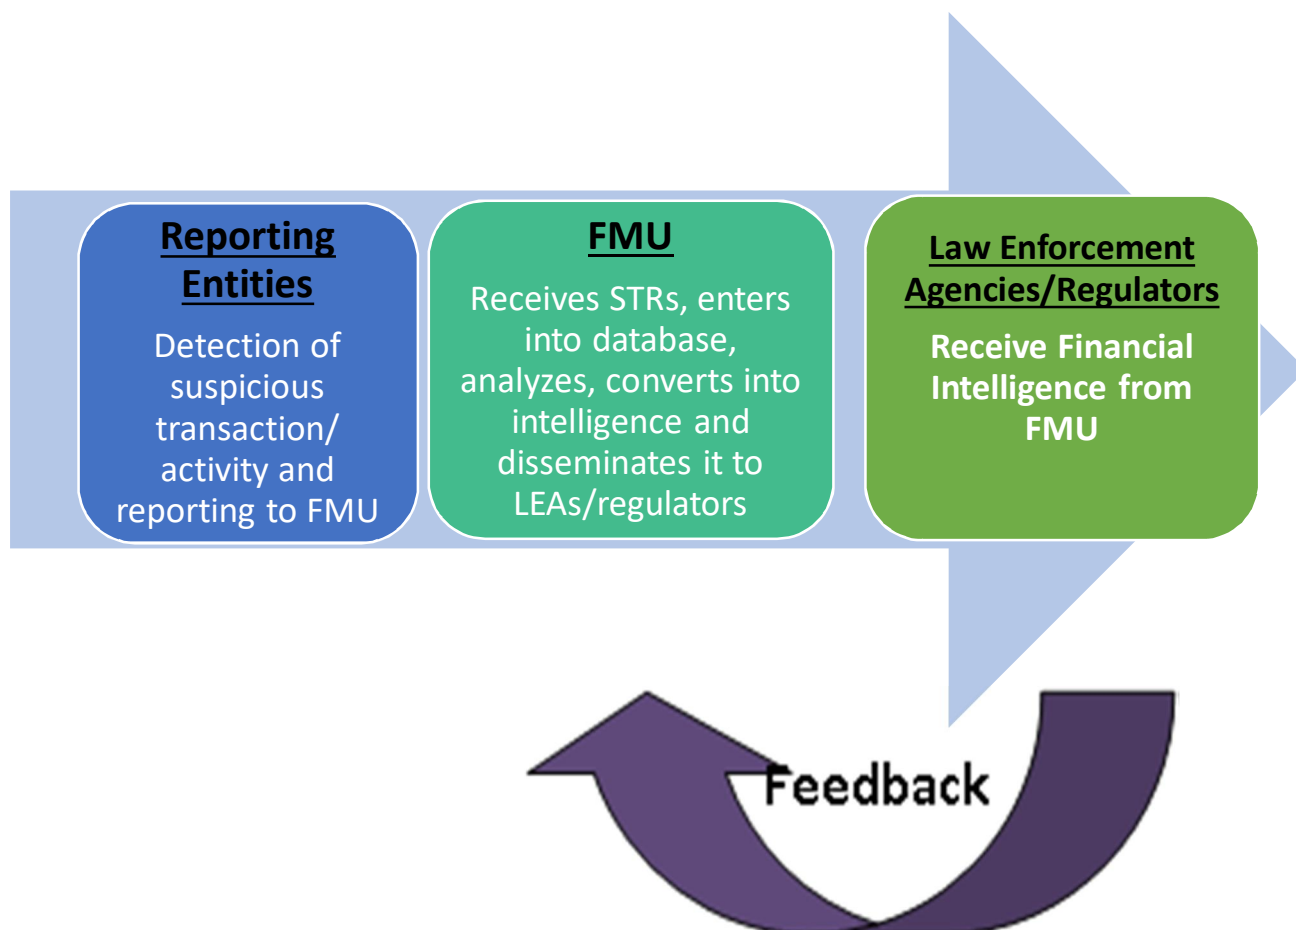 Reporting
Entities
Detection of
suspicious
transaction/
activity and
reporting to FMU
FMU
Receives STRs, enters
into database,
analyzes, converts into
intelligence and
disseminates it to
LEAs/regulators
Law Enforcement
Agencies/Regulators
Receive Financial
Intelligence from
FMU
Feedback